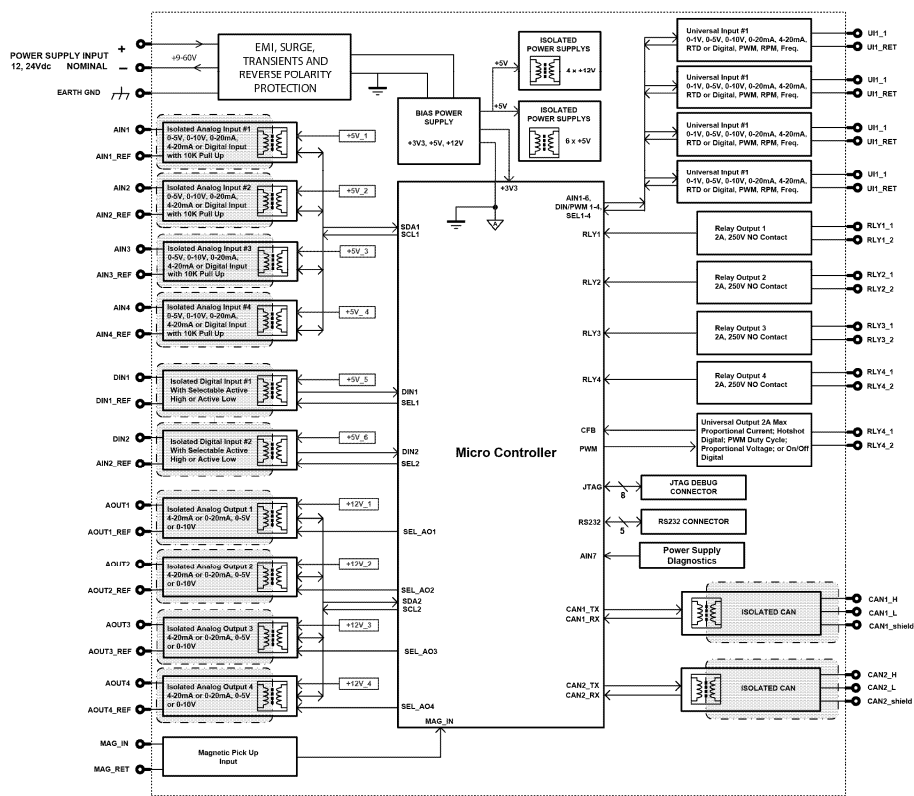 POWER SUPPLY INPUT
12, 24Vdc NOMINAL
+
–
+9-60V
EARTH GND
EMI, SURGE,
TRANSIENTS AND
REVERSE POLARITY
PROTECTION
BIAS POWER
SUPPLY
+3V3, +5V, +12V
+5V
+5V
+3V3
ISOLATED
POWER SUPPLYS
4 x +12V
ISOLATED
POWER SUPPLYS
6 x +5V
A
AIN1
AIN1_REF
Isolated Analog Input #1
0-5V, 0-10V, 0-20mA,
4-20mA or Digital Input
with 10K Pull Up
+5V_1
AIN2
AIN2_REF
Isolated Analog Input #2
0-5V, 0-10V, 0-20mA,
4-20mA or Digital Input
with 10K Pull Up
+5V_2
AIN3
AIN3_REF
Isolated Analog Input #3
0-5V, 0-10V, 0-20mA,
4-20mA or Digital Input
with 10K Pull Up
+5V_3
AIN4
AIN4_REF
Isolated Analog Input #4
0-5V, 0-10V, 0-20mA,
4-20mA or Digital Input
with 10K Pull Up
+5V_ 4
SDA1
SCL1
DIN1
DIN1_REF
Isolated Digital Input #1
With Selectable Active
High or Active Low
+5V_5
DIN1
SEL1
DIN2
AIN2_REF
Isolated Digital Input #2
With Selectable Active
High or Active Low
+5V_6
DIN2
SEL2
AOUT1
AOUT1_REF
Isolated Analog Output 1
4-20mA or 0-20mA, 0-5V
or 0-10V
+12V_1
SEL_AO1
AOUT2
AOUT2_REF
Isolated Analog Output 2
4-20mA or 0-20mA, 0-5V
or 0-10V
+12V_2
SEL_AO2
SDA2
SCL2
AOUT3
AOUT3_REF
Isolated Analog Output 3
4-20mA or 0-20mA, 0-5V
or 0-10V
+12V_3
SEL_AO3
AOUT4
AOUT4_REF
Isolated Analog Output 4
4-20mA or 0-20mA, 0-5V
or 0-10V
+12V_4
SEL_AO4
MAG_IN
MAG_IN
MAG_RET
Magnetic Pick Up
Input
Micro Controller
AIN1-6,
DIN/PWM 1-4,
SEL1-4
RLY1
RLY2
RLY3
RLY4
CFB
PWM
JTAG
8
RS232
5
AIN7
CAN1_TX
CAN1_RX
CAN2_TX
CAN2_RX
Universal Input #1
0-1V, 0-5V, 0-10V, 0-20mA, 4-20mA,
RTD or Digital, PWM, RPM, Freq.
UI1_1
UI1_RET
Universal Input #1
0-1V, 0-5V, 0-10V, 0-20mA, 4-20mA,
RTD or Digital, PWM, RPM, Freq.
UI1_1
UI1_RET
Universal Input #1
0-1V, 0-5V, 0-10V, 0-20mA, 4-20mA,
RTD or Digital, PWM, RPM, Freq.
UI1_1
UI1_RET
Universal Input #1
0-1V, 0-5V, 0-10V, 0-20mA, 4-20mA,
RTD or Digital, PWM, RPM, Freq.
UI1_1
UI1_RET
Relay Output 1
2A, 250V NO Contact
RLY1_1
RLY1_2
Relay Output 2
2A, 250V NO Contact
RLY2_1
RLY2_2
Relay Output 3
2A, 250V NO Contact
RLY3_1
RLY3_2
Relay Output 4
2A, 250V NO Contact
RLY4_1
RLY4_2
Universal Output 2A Max
Proportional Current; Hotshot
Digital; PWM Duty Cycle;
Proportional Voltage; or On/Off
Digital
RLY4_1
RLY4_2
JTAG DEBUG
CONNECTOR
RS232 CONNECTOR
Power Supply
Diagnostics
ISOLATED CAN
CAN1_H
CAN1_L
CAN1_shield
ISOLATED CAN
CAN2_H
CAN2_L
CAN2_shield